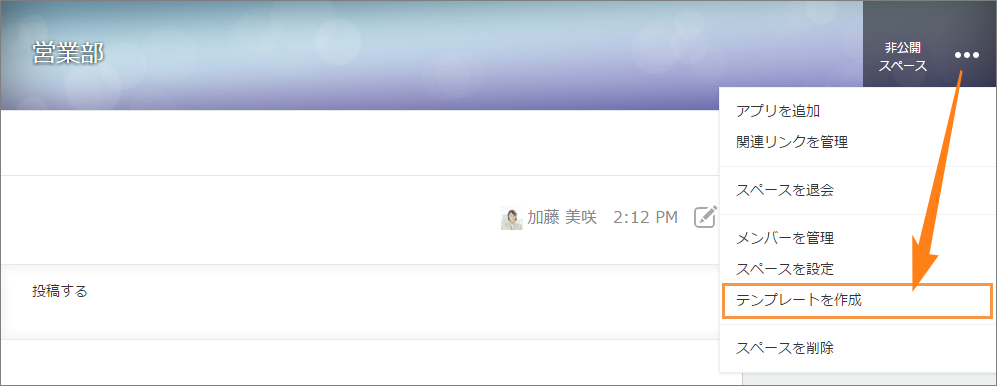 営業部
非公開
スペース
アプリを追加
関連リンクを管理
スペースを退会
加藤 美咲 2:12 PM
メンバーを管理
スペースを設定
投稿する
テンプレートを作成
スペースを削除